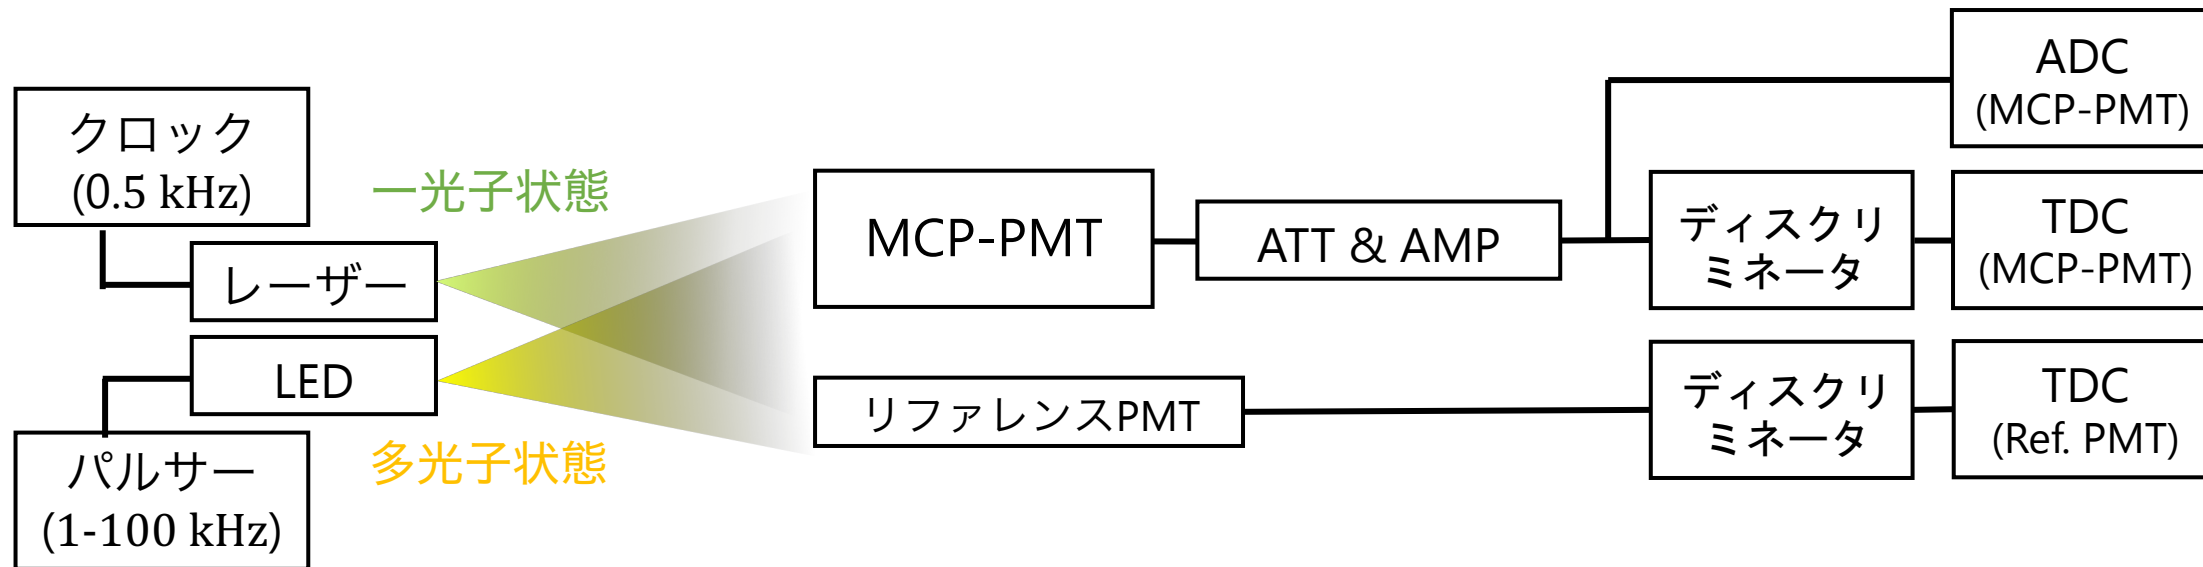 クロック
(0.5 kHz)
レーザー
LED
パルサー
(1-100 kHz)
一光子状態
多光子状態
MCP-PMT
リファレンスPMT
ATT & AMP
ディスクリ
ミネータ
ディスクリ
ミネータ
ADC
(MCP-PMT)
TDC
(MCP-PMT)
TDC
(Ref. PMT)